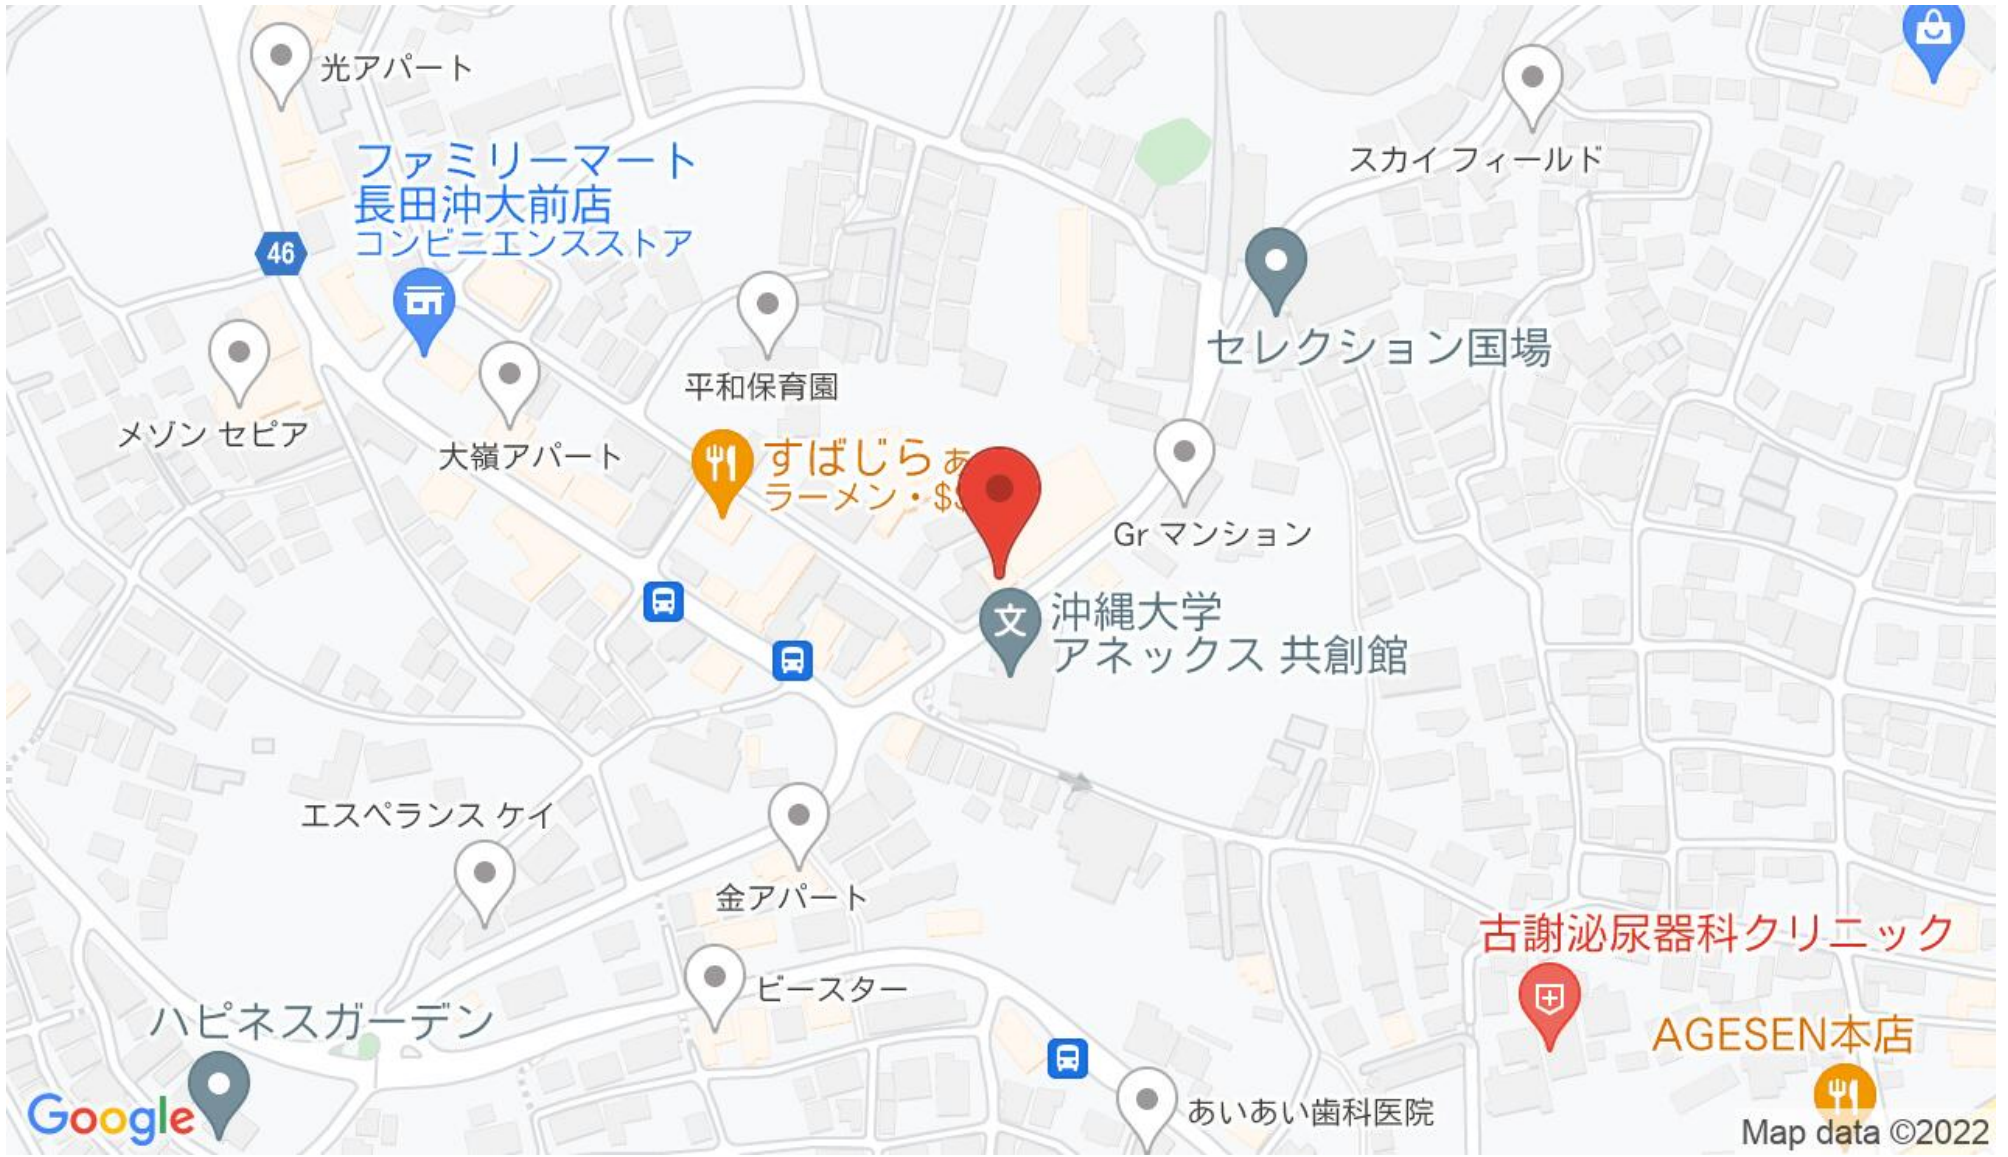 光アパート
ファミリーマート
長田沖大前店
コンビニエンスストア
46
スカイ フィールド
セレクション国場
平和保育園
メゾン セピア
大嶺アパート
すばじら あ
ラーメン・$
Gr マンション
文
沖縄大学
アネックス 共創館
エスペランス ケイ
金アパート
ビースター
古謝泌尿器科クリニック
ハピネスガーデン
AGESEN本店
あいあい歯科医院
Google
Map data ©2022